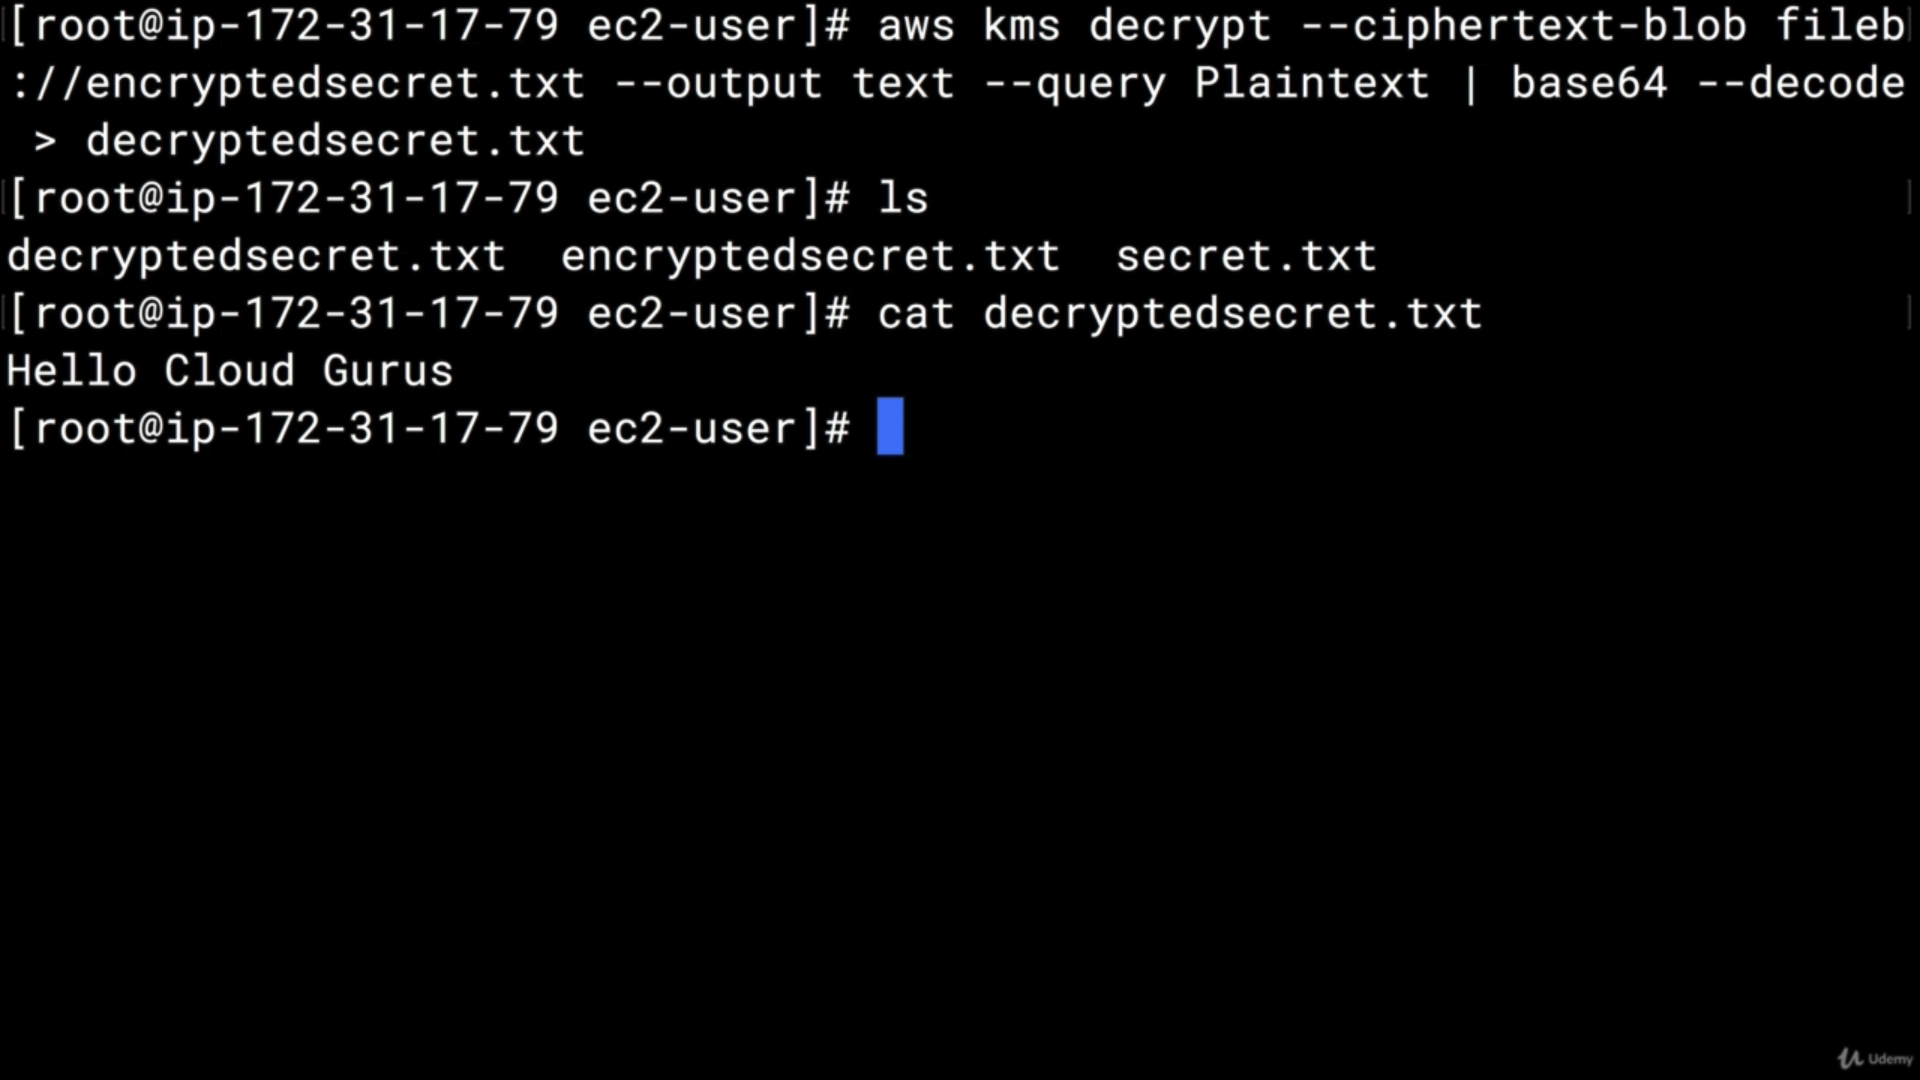 [root@ip-172-31-17-79 ec2-user]# aws kms decrypt --ciphertext-blob fileb
://encryptedsecret.txt --output text --query Plaintext | base64 --decode
 > decryptedsecret.txt
[root@ip-172-31-17-79 ec2-user]# ls
decryptedsecret.txt  encryptedsecret.txt  secret.txt
[root@ip-172-31-17-79 ec2-user]# cat decryptedsecret.txt
Hello Cloud Gurus
[root@ip-172-31-17-79 ec2-user]#
Udemy